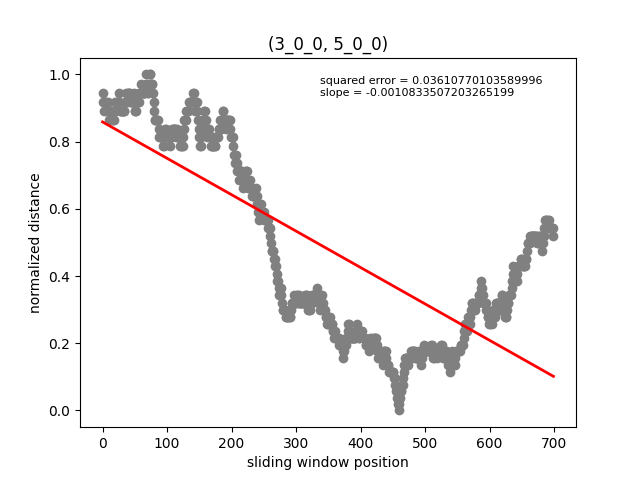 (3_0_0, 5_0_0)
squared error = 0.03610770103589996
slope = -0.0010833507203265199
normalized distance
1.0
0.8
0.6
0.4
0.2
0.0
0 100 200 300 400 500 600 700
sliding window position